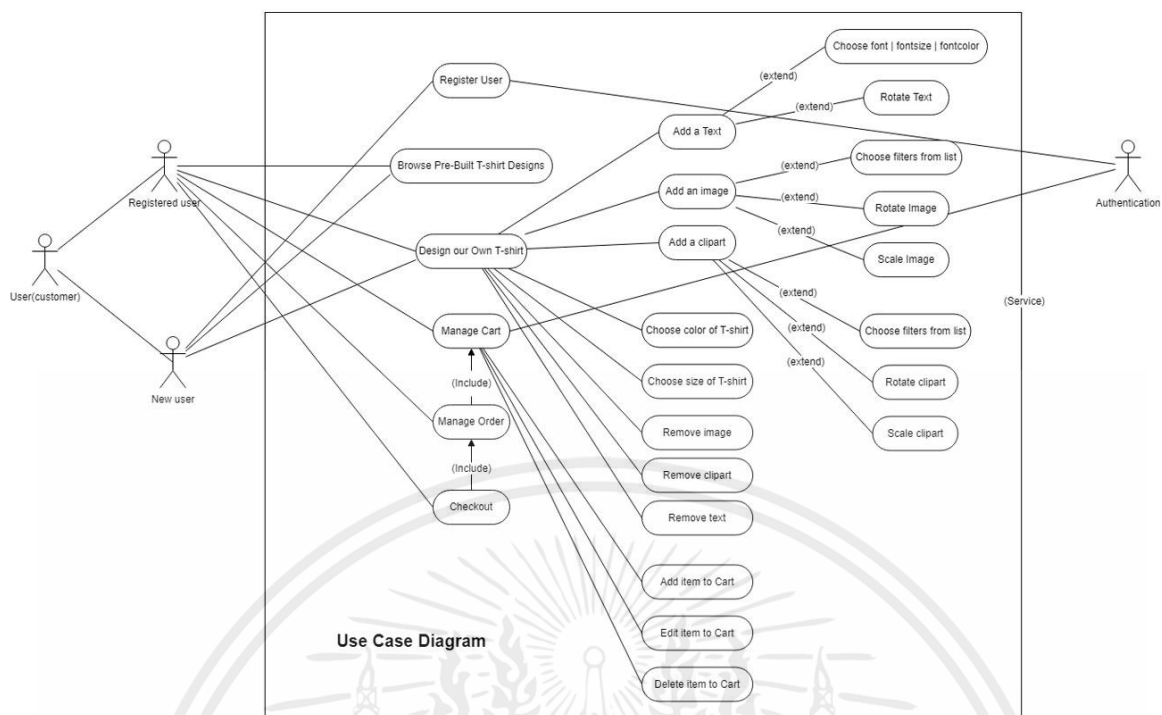 Choose font | fontsize | fontcolor
(extend)
Register User
(extend)
Rotate Text
Add a Text
Choose filters from list
(extend)
Browse Pre-Built T-shirt Designs
Registered user
Add an image
(extend)
Rotate Image
Authentication
(extend)
Design our Own T-shirt
Add a clipart
Scale Image
User(customer)
(extend)
(Service)
Manage Cart
Choose color of T-shirt
(extend)
Choose filters from list
(extend)
New user
(Include)
Choose size of T-shirt
Rotate clipart
Manage Order
Remove image
Scale clipart
(Include)
Remove clipart
Checkout
Remove text
Add item to Cart
Use Case Diagram
Edit item to Cart
Delete item to Cart